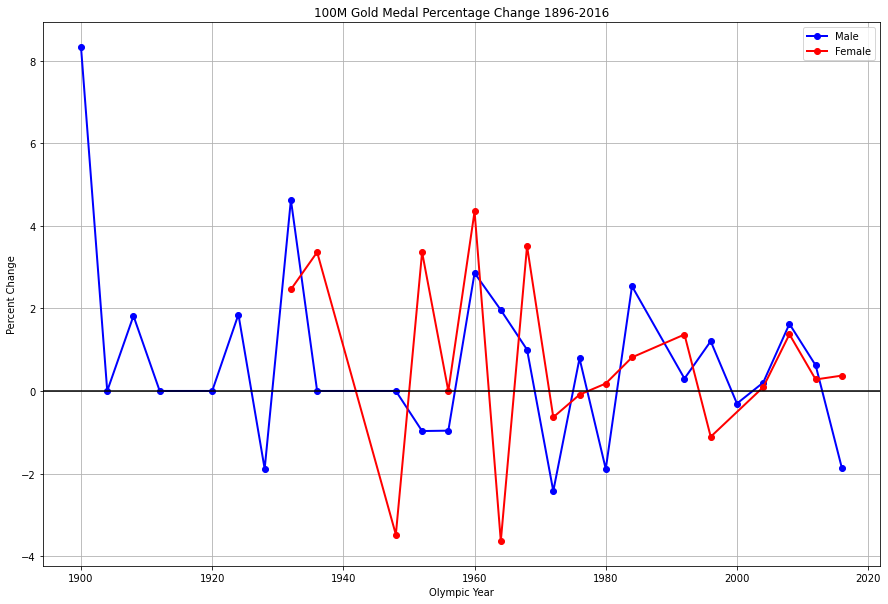 100M Gold Medal Percentage Change 1896-2016
Male
Female
8
6
4
2
0
−2
−4
Percent Change
1900 1920 1940 1960 1980 2000 2020
Olympic Year